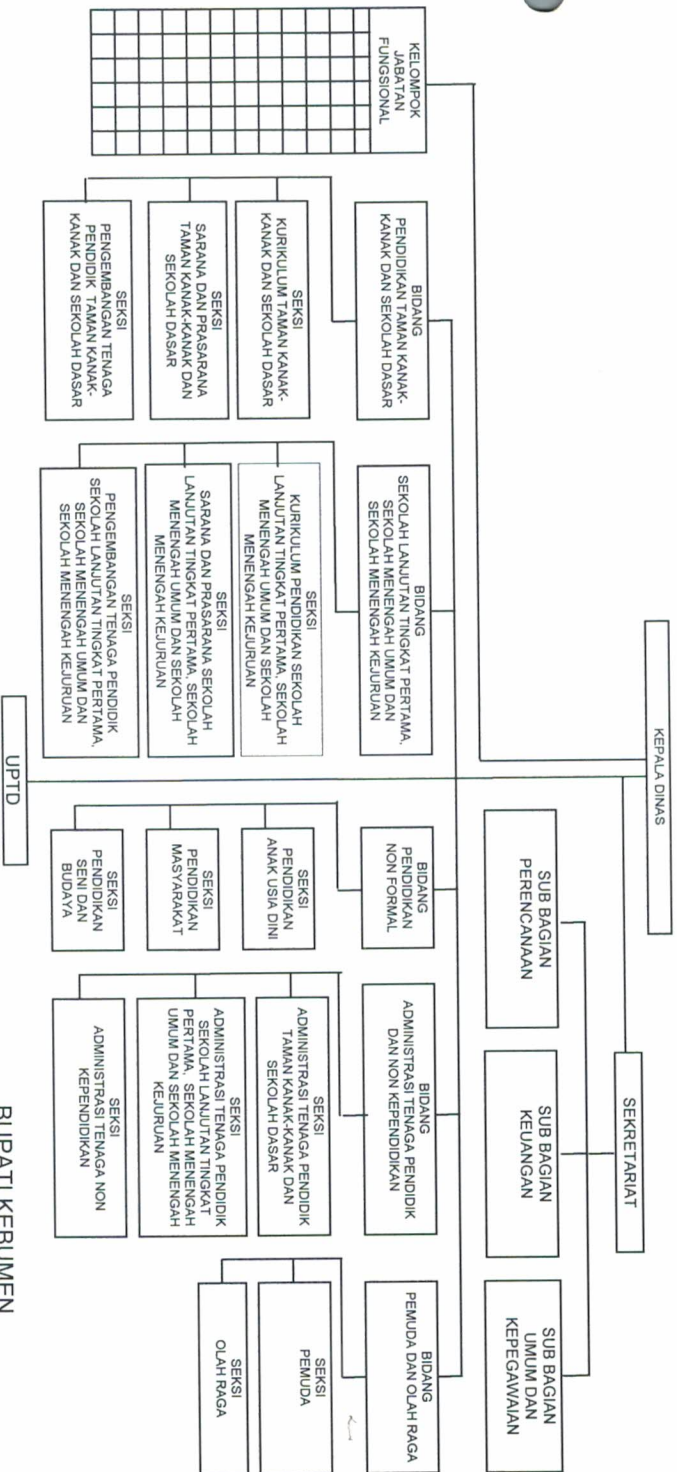 KEPALA DINAS
SEKRETARIAT
SUB BAGIAN
PERENCANAAN
SUB BAGIAN
KEUANGAN
SUB BAGIAN
UMUM DAN
KEPEGAWAIAN
KELOMPOK
JABATAN
FUNGSIONAL
BIDANG
PENDIDIKAN TAMAN KANAK-
KANAK DAN SEKOLAH DASAR
SEKSI
KURIKULUM TAMAN KANAK-
KANAK DAN SEKOLAH DASAR
SEKSI
SARANA DAN PRASARANA
TAMAN KANAK-KANAK DAN
SEKOLAH DASAR
SEKSI
PENGEMBANGAN TENAGA
PENDIDIK TAMAN KANAK-
KANAK DAN SEKOLAH DASAR
BIDANG
SEKOLAH LANJUTAN TINGKAT PERTAMA,
SEKOLAH MENENGAH UMUM DAN
SEKOLAH MENENGAH KEJURUAN
SEKSI
KURIKULUM PENDIDIKAN SEKOLAH
LANJUTAN TINGKAT PERTAMA, SEKOLAH
MENENGAH UMUM DAN SEKOLAH
MENENGAH KEJURUAN
SEKSI
SARANA DAN PRASARANA SEKOLAH
LANJUTAN TINGKAT PERTAMA, SEKOLAH
MENENGAH UMUM DAN SEKOLAH
MENENGAH KEJURUAN
SEKSI
PENGEMBANGAN TENAGA PENDIDIK
SEKOLAH LANJUTAN TINGKAT PERTAMA,
SEKOLAH MENENGAH UMUM DAN
SEKOLAH MENENGAH KEJURUAN
BIDANG
PENDIDIKAN
NON FORMAL
SEKSI
PENDIDIKAN
ANAK USIA DINI
SEKSI
PENDIDIKAN
MASYARAKAT
SEKSI
PENDIDIKAN
SENI DAN
BUDAYA
BIDANG
ADMINISTRASI TENAGA PENDIDIK
DAN NON KEPENDIDIKAN
SEKSI
ADMINISTRASI TENAGA PENDIDIK
TAMAN KANAK-KANAK DAN
SEKOLAH DASAR
SEKSI
ADMINISTRASI TENAGA PENDIDIK
SEKOLAH LANJUTAN TINGKAT
PERTAMA, SEKOLAH MENENGAH
UMUM DAN SEKOLAH MENENGAH
KEJURUAN
SEKSI
ADMINISTRASI TENAGA NON
KEPENDIDIKAN
BIDANG
PEMUDA DAN OLAH RAGA
SEKSI
PEMUDA
SEKSI
OLAH RAGA
UPTD
BUPATI KEBUMEN